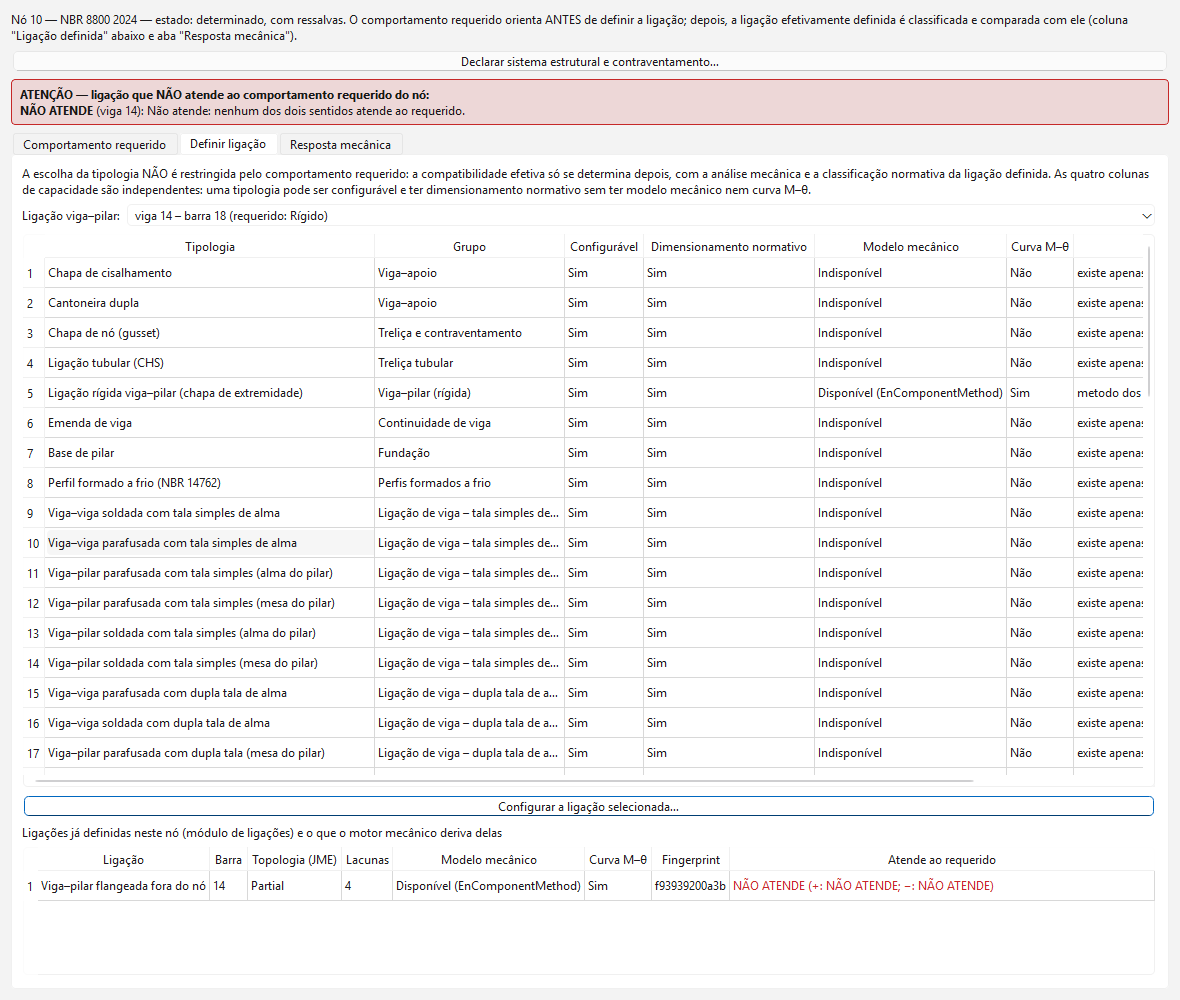 Nó 10 — NBR 8800 2024 — estado: determinado, com ressalvas. O comportamento requerido orienta ANTES de definir a ligação; depois, a ligação efetivamente definida é classificada e comparada com ele (coluna
"Ligação definida" abaixo e aba "Resposta mecânica").
Declarar sistema estrutural e contraventamento...
ATENÇÃO — ligação que NÃO atende ao comportamento requerido do nó:
NÃO ATENDE (viga 14): Não atende: nenhum dos dois sentidos atende ao requerido.
Comportamento requerido Definir ligação Resposta mecânica
A escolha da tipologia NÃO é restringida pelo comportamento requerido: a compatibilidade efetiva só se determina depois, com a análise mecânica e a classificação normativa da ligação definida. As quatro colunas
de capacidade são independentes: uma tipologia pode ser configurável e ter dimensionamento normativo sem ter modelo mecânico nem curva M–θ.
Ligação viga–pilar: viga 14 – barra 18 (requerido: Rígido)
Tipologia Grupo Configurável Dimensionamento normativo Modelo mecânico Curva M–θ
1 Chapa de cisalhamento Viga–apoio Sim Sim Indisponível Não existe apena
2 Cantoneira dupla Viga–apoio Sim Sim Indisponível Não existe apena
3 Chapa de nó (gusset) Treliça e contraventamento Sim Sim Indisponível Não existe apena
4 Ligação tubular (CHS) Treliça tubular Sim Sim Indisponível Não existe apena
5 Ligação rígida viga–pilar (chapa de extremidade) Viga–pilar (rígida) Sim Sim Disponível (EnComponentMethod) Sim metodo dos
6 Emenda de viga Continuidade de viga Sim Sim Indisponível Não existe apena
7 Base de pilar Fundação Sim Sim Indisponível Não existe apena
8 Perfil formado a frio (NBR 14762) Perfis formados a frio Sim Sim Indisponível Não existe apena
9 Viga–viga soldada com tala simples de alma Ligação de viga – tala simples de... Sim Sim Indisponível Não existe apena
10 Viga–viga parafusada com tala simples de alma Ligação de viga – tala simples de... Sim Sim Indisponível Não existe apena
11 Viga–pilar parafusada com tala simples (alma do pilar) Ligação de viga – tala simples de... Sim Sim Indisponível Não existe apena
12 Viga–pilar parafusada com tala simples (mesa do pilar) Ligação de viga – tala simples de... Sim Sim Indisponível Não existe apena
13 Viga–pilar soldada com tala simples (alma do pilar) Ligação de viga – tala simples de... Sim Sim Indisponível Não existe apena
14 Viga–pilar soldada com tala simples (mesa do pilar) Ligação de viga – tala simples de... Sim Sim Indisponível Não existe apena
15 Viga–viga parafusada com dupla tala de alma Ligação de viga – dupla tala de a... Sim Sim Indisponível Não existe apena
16 Viga–viga soldada com dupla tala de alma Ligação de viga – dupla tala de a... Sim Sim Indisponível Não existe apena
17 Viga–pilar parafusada com dupla tala (mesa do pilar) Ligação de viga – dupla tala de a... Sim Sim Indisponível Não existe apena
Configurar a ligação selecionada...
Ligações já definidas neste nó (módulo de ligações) e o que o motor mecânico deriva delas
Ligação Barra Topologia (JME) Lacunas Modelo mecânico Curva M–θ Fingerprint Atende ao requerido
1 Viga–pilar flangeada fora do nó 14 Partial 4 Disponível (EnComponentMethod) Sim f93939200a3b NÃO ATENDE (+: NÃO ATENDE; −: NÃO ATENDE)